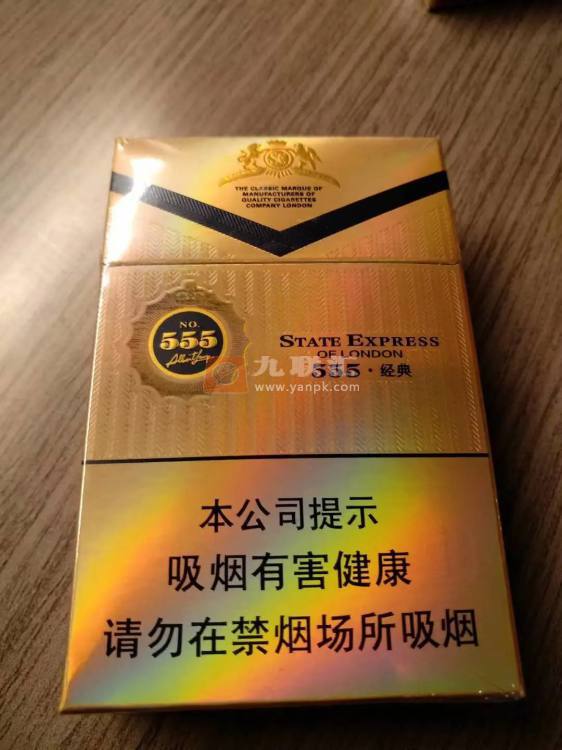 THE CLASSIC MARQUE OF
MANUFACTURERS OF
QUALITY CIGARETTES
COMPANY LONDON
NO.
555
STATE EXPRESS
OF LONDON
555·经典
九联汇
www.yanpk.com
本公司提示
吸烟有害健康
请勿在禁烟场所吸烟